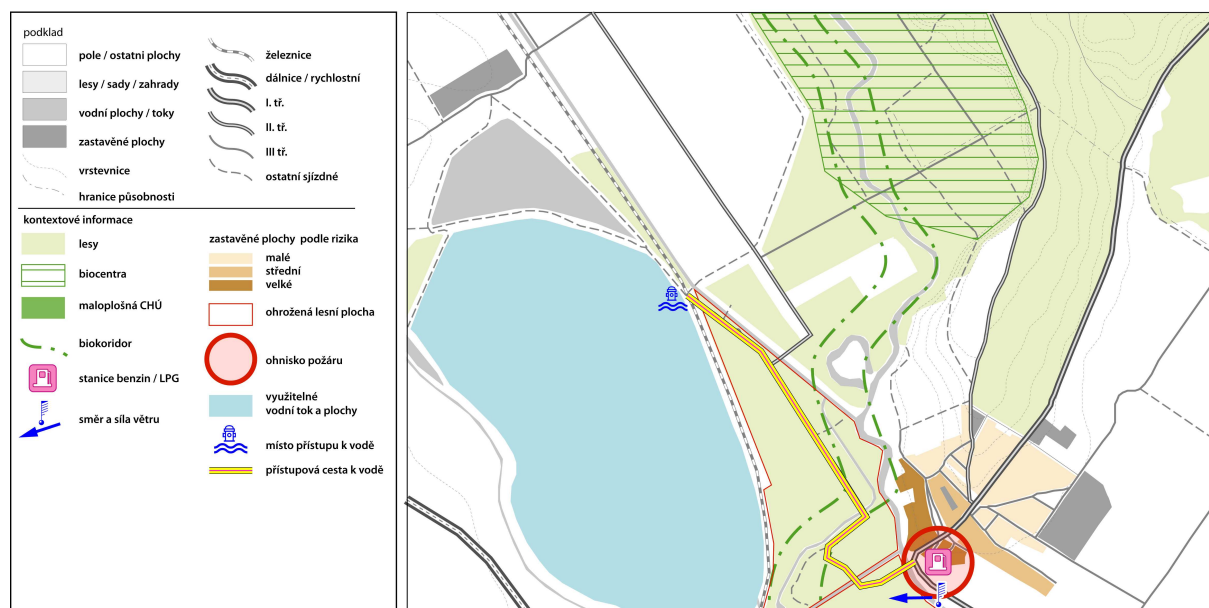 podklad
pole / ostatni plochy
lesy / sady / zahrady
vodní plochy / toky
zastavěné plochy
vrstevnice
hranice působnosti
železnice
dálnice / rychlostní
I. tř.
II. tř.
III tř.
ostatní sjízdné
kontextové informace
lesy
biocentra
maloplošná CHÚ
biokoridor
stanice benzin / LPG
směr a síla větru
zastavěné plochy podle rizika
malé
střední
velké
ohrožená lesní plocha
ohnisko požáru
využitelné
vodní tok a plochy
místo přístupu k vodě
přístupová cesta k vodě